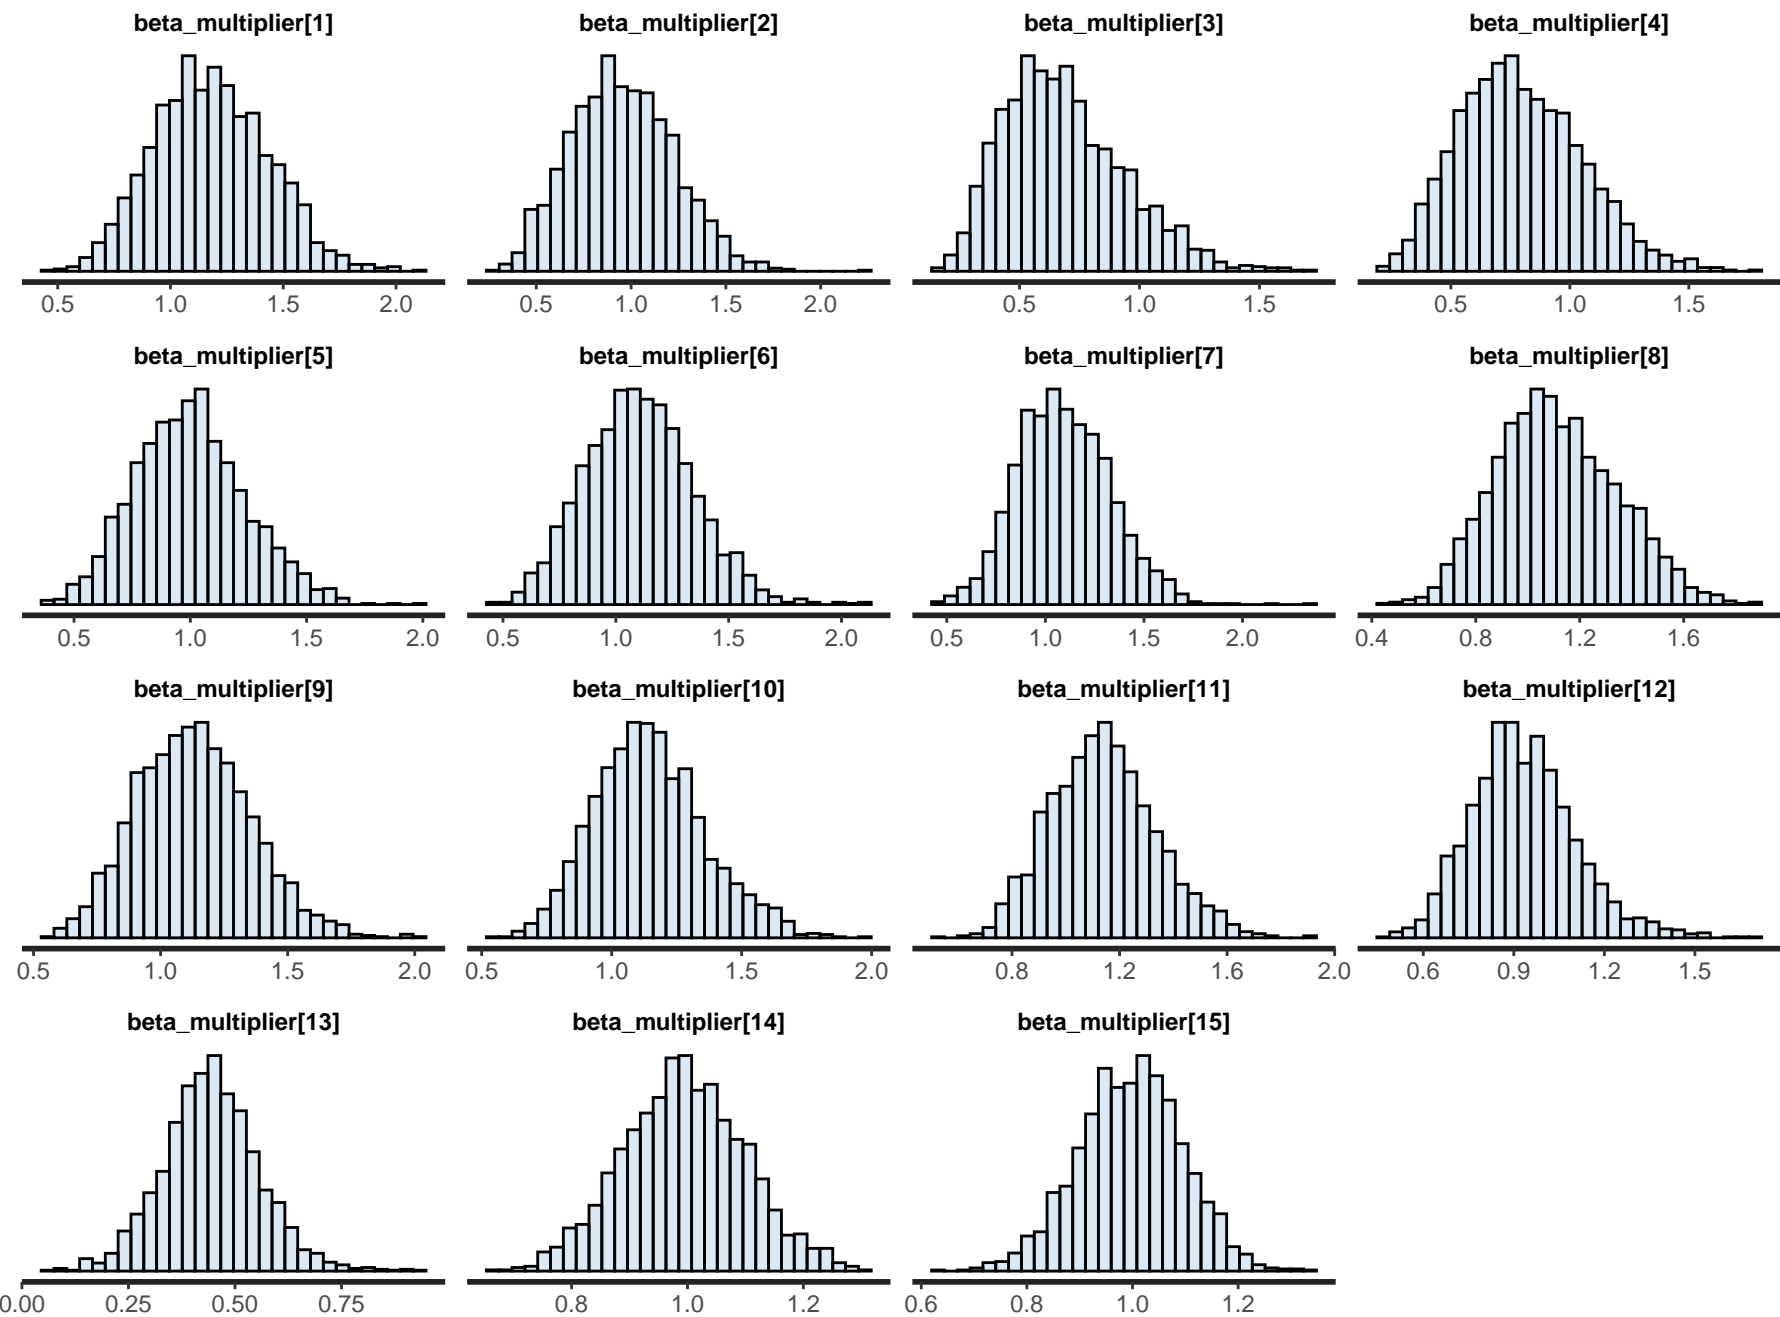 beta_multiplier[1] beta_multiplier[2] beta_multiplier[3] beta_multiplier[4]
0.5 1.0 1.5 2.0 0.5 1.0 1.5 2.0 0.5 1.0 1.5 0.5 1.0 1.5
beta_multiplier[5] beta_multiplier[6] beta_multiplier[7] beta_multiplier[8]
0.5 1.0 1.5 2.0 0.5 1.0 1.5 2.0 0.5 1.0 1.5 2.0 0.4 0.8 1.2 1.6
beta_multiplier[9] beta_multiplier[10] beta_multiplier[11] beta_multiplier[12]
0.5 1.0 1.5 2.0 0.5 1.0 1.5 2.0 0.8 1.2 1.6 2.0 0.6 0.9 1.2 1.5
beta_multiplier[13] beta_multiplier[14] beta_multiplier[15]
0.00 0.25 0.50 0.75 0.8 1.0 1.2 0.6 0.8 1.0 1.2